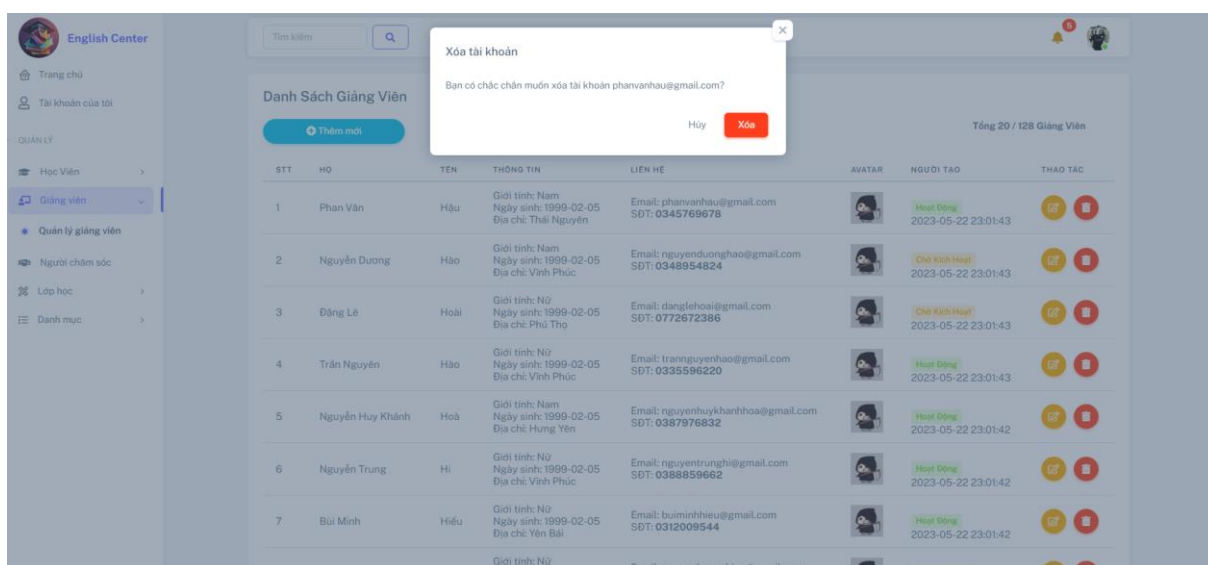 English Center
Tìm kiếm
5
Xóa tài khoản
Bạn có chắc chắn muốn xóa tài khoản phanvanhau@gmail.com?
Hủy
Xóa
Trang chủ
Tài khoản của tôi
QUẢN LÝ
Học Viên
Giảng viên
Quản lý giảng viên
Người chăm sóc
Lớp học
Danh mục
Danh Sách Giảng Viên
Thêm mới
Tổng 20 / 128 Giảng Viên
STT HỌ TÊN THÔNG TIN LIÊN HỆ AVATAR NGƯỜI TẠO THAO TÁC
Giới tính: Nam
1 Phan Văn Hậu Ngày sinh: 1999-02-05 Email: phanvanhau@gmail.com Hoạt Động
Địa chỉ: Thái Nguyên SĐT: 0345769678 2023-05-22 23:01:43
Giới tính: Nam
2 Nguyễn Dương Hào Ngày sinh: 1999-02-05 Email: nguyenduonghao@gmail.com Chờ Kích Hoạt
Địa chỉ: Vĩnh Phúc SĐT: 0348954824 2023-05-22 23:01:43
Giới tính: Nữ
3 Đặng Lê Hoài Ngày sinh: 1999-02-05 Email: danglehoai@gmail.com Chờ Kích Hoạt
Địa chỉ: Phú Thọ SĐT: 0772672386 2023-05-22 23:01:43
Giới tính: Nữ
4 Trần Nguyên Hào Ngày sinh: 1999-02-05 Email: trannguyenhao@gmail.com Hoạt Động
Địa chỉ: Vĩnh Phúc SĐT: 0335596220 2023-05-22 23:01:43
Giới tính: Nam
5 Nguyễn Huy Khánh Hoà Ngày sinh: 1999-02-05 Email: nguyenhuykhanhhoa@gmail.com Hoạt Động
Địa chỉ: Hưng Yên SĐT: 0387976832 2023-05-22 23:01:42
Giới tính: Nữ
6 Nguyễn Trung Hi Ngày sinh: 1999-02-05 Email: nguyentrunghi@gmail.com Hoạt Động
Địa chỉ: Vĩnh Phúc SĐT: 0388859662 2023-05-22 23:01:42
Giới tính: Nữ
7 Bùi Minh Hiếu Ngày sinh: 1999-02-05 Email: buiminhhieu@gmail.com Hoạt Động
Địa chỉ: Yên Bái SĐT: 0312009544 2023-05-22 23:01:42
Giới tính: Nữ